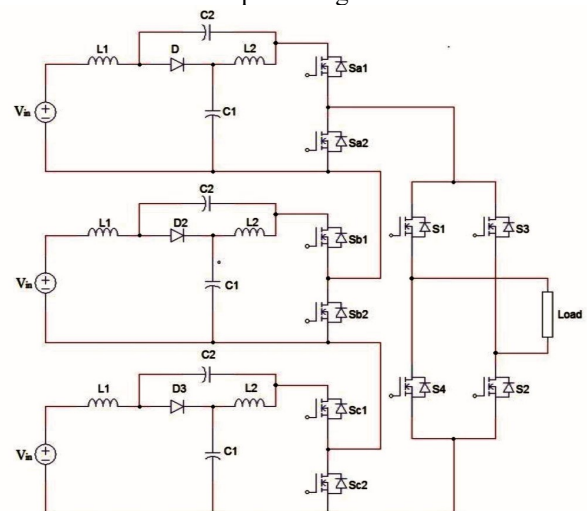 C2
L1
D
L2
Sa1
Vin
C1
Sa2
C2
L1
D2
L2
Sb1
S1
S3
Vin
C1
Sb2
Load
C2
L1
D3
L2
S4
S2
Sc1
Vin
C1
Sc2